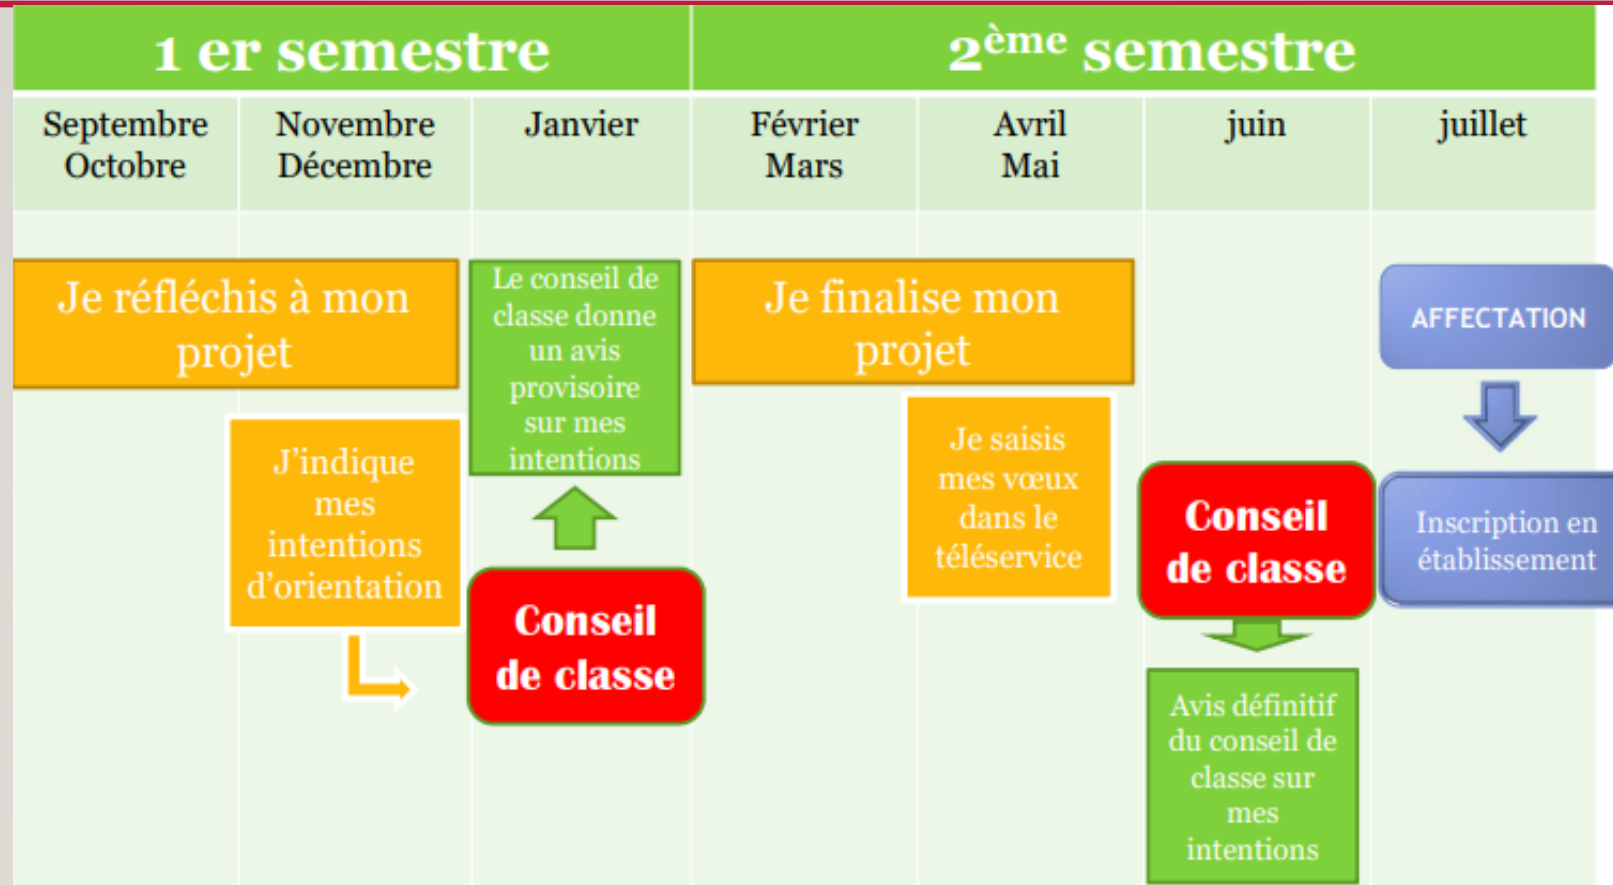 1 er semestre
2ème semestre
Septembre
Octobre
Novembre
Décembre
Janvier
Février
Mars
Avril
Mai
juin
juillet
Je réfléchis à mon
projet
J'indique
mes
intentions
d'orientation
Le conseil de
classe donne
un avis
provisoire
sur mes
intentions
Conseil
de classe
Je finalise mon
projet
Je saisis
mes vœux
dans le
téléservice
Conseil
de classe
Avis définitif
du conseil de
classe sur
mes
intentions
AFFECTATION
Inscription en
établissement